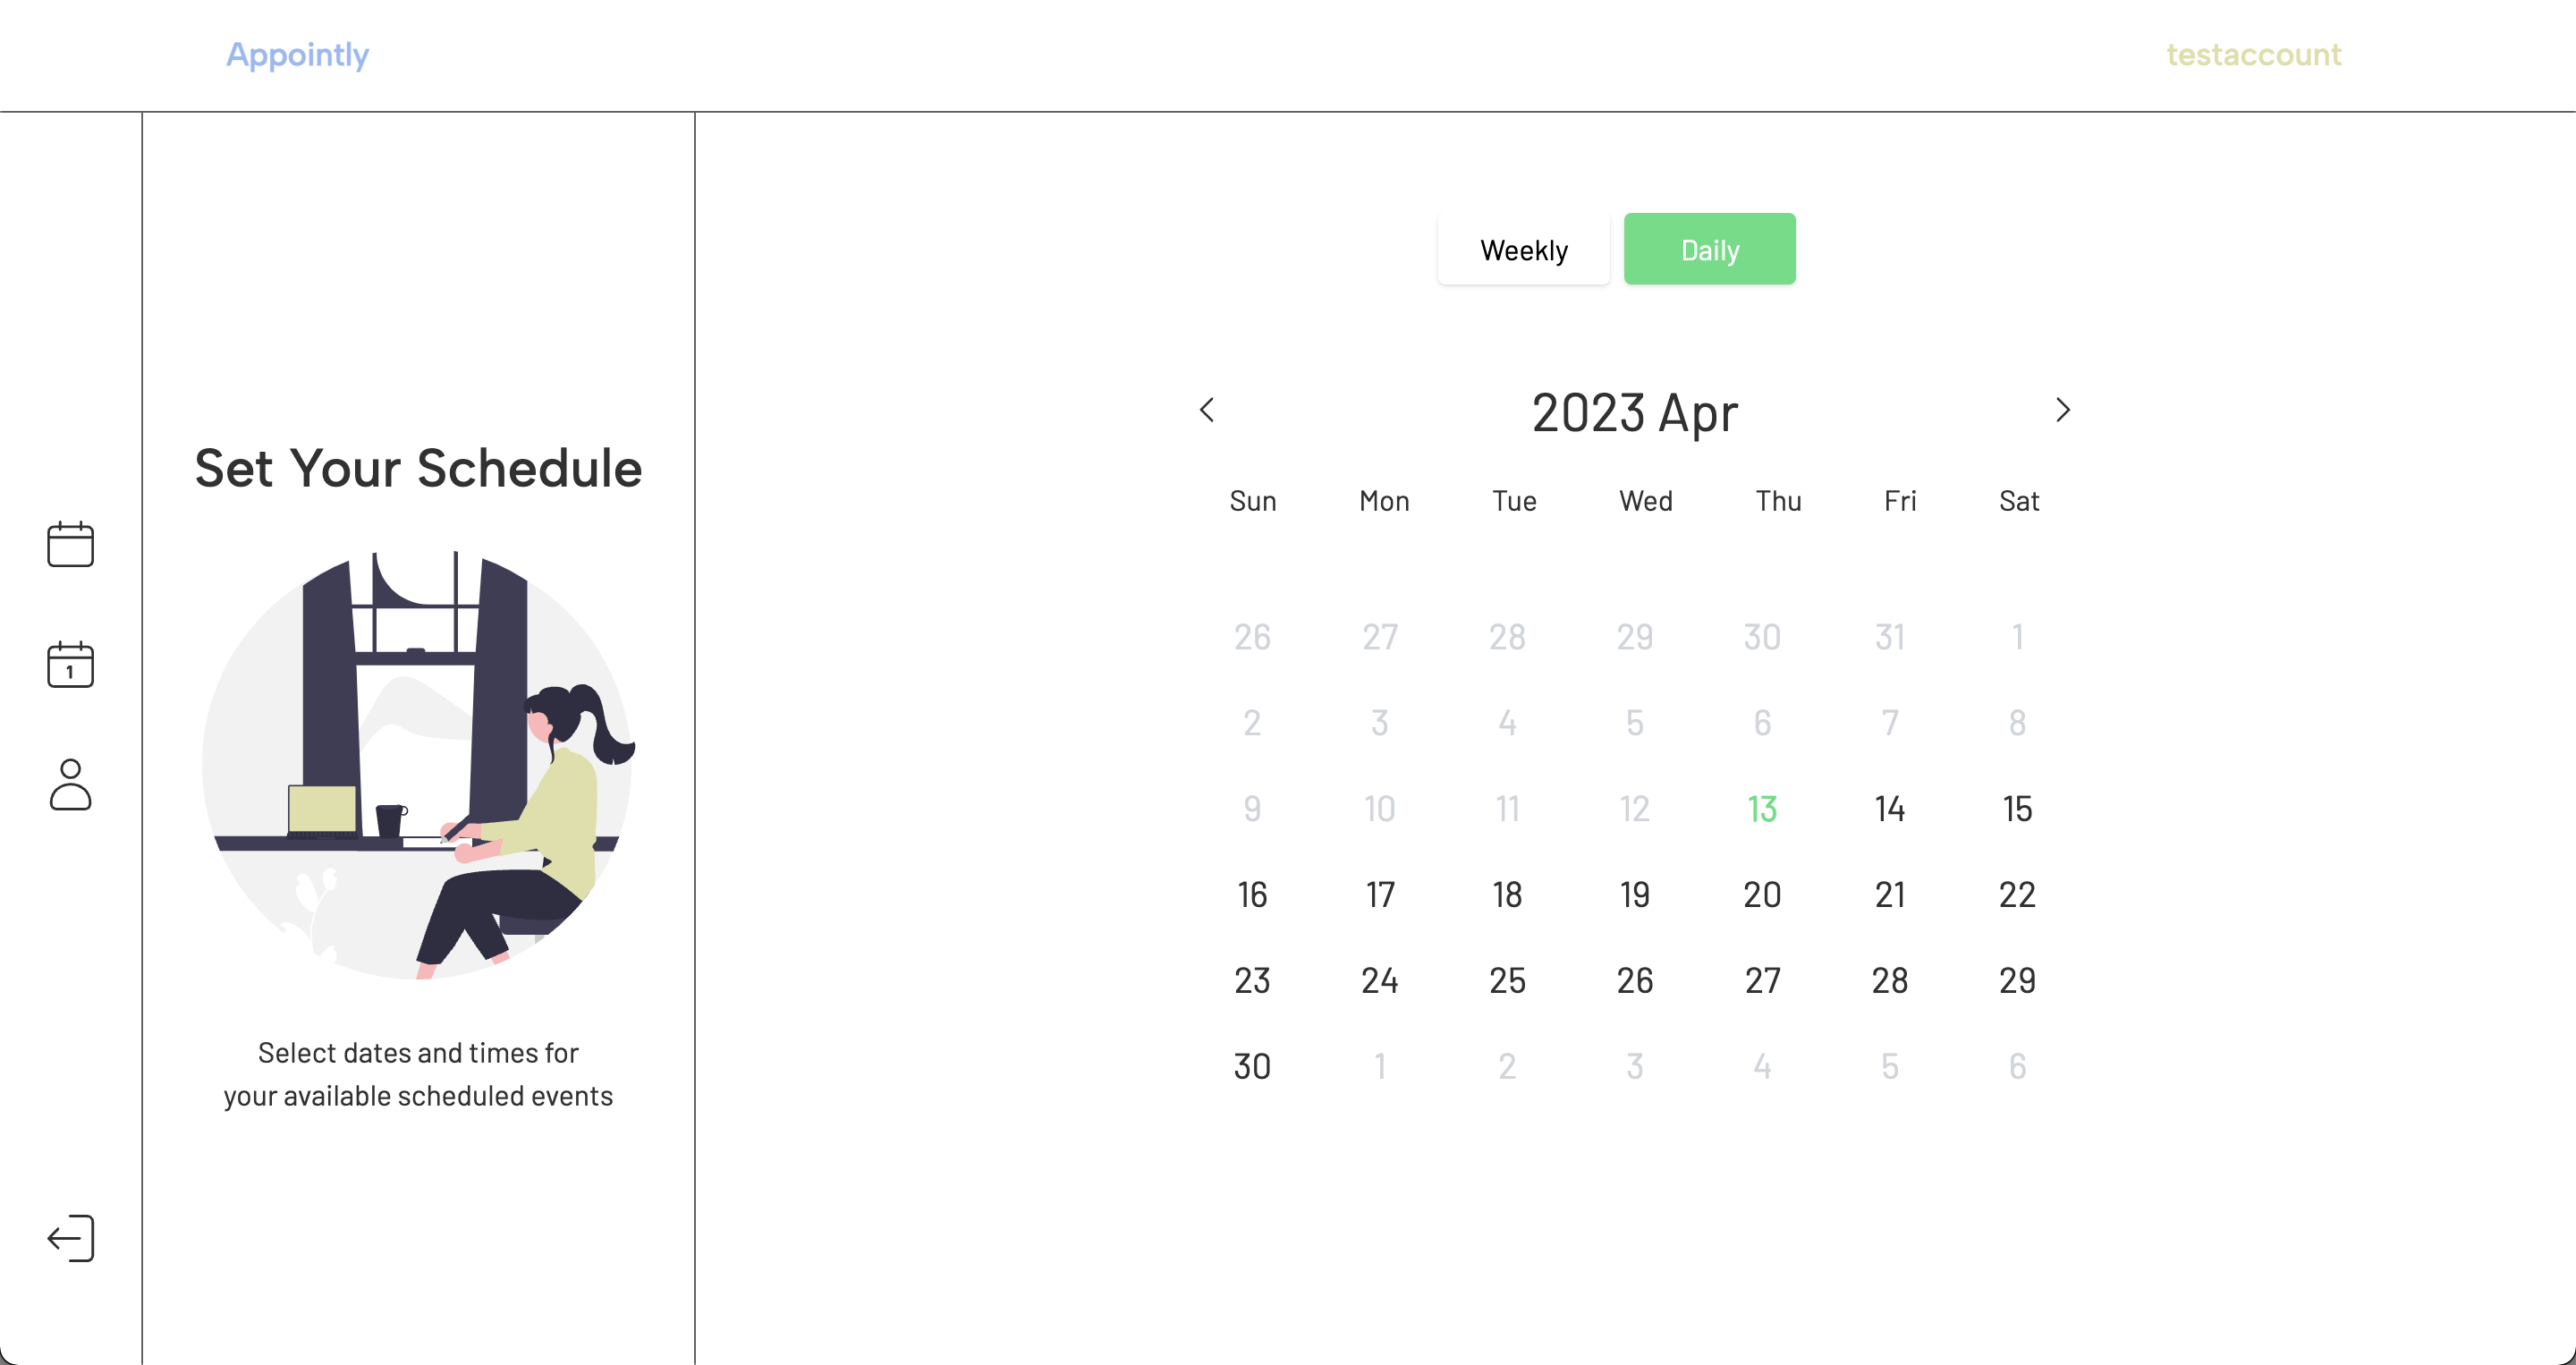 Appointly
testaccount
Weekly
Daily
2023 Apr
Sun Mon Tue Wed Thu Fri Sat
26 27 28 29 30 31 1
2 3 4 5 6 7 8
9 10 11 12 13 14 15
16 17 18 19 20 21 22
23 24 25 26 27 28 29
30 1 2 3 4 5 6
Set Your Schedule
1
Select dates and times for
your available scheduled events